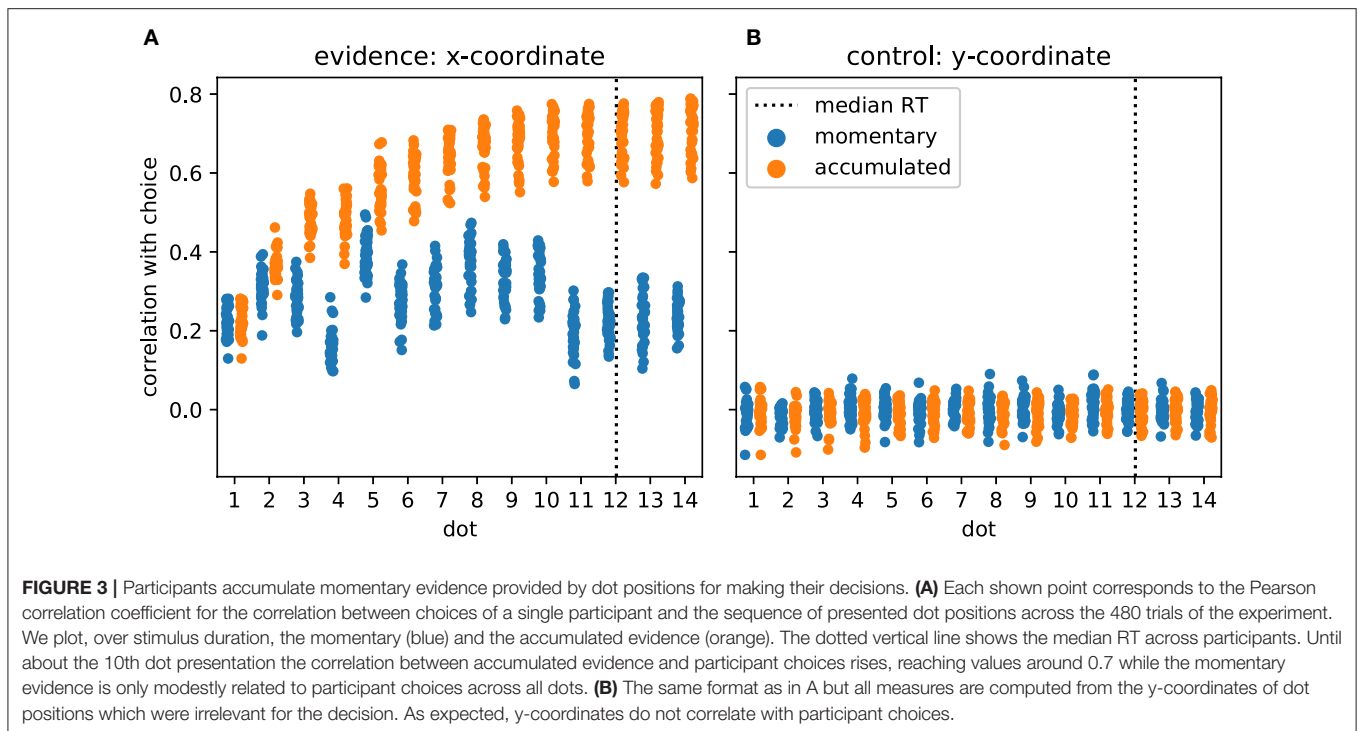 A
B
evidence: x-coordinate
control: y-coordinate
correlation with choice
0.8
0.6
0.4
0.2
0.0
1 2 3 4 5 6 7 8 9 10 11 12 13 14
dot
median RT
momentary
accumulated
1 2 3 4 5 6 7 8 9 10 11 12 13 14
dot
FIGURE 3 | Participants accumulate momentary evidence provided by dot positions for making their decisions. (A) Each shown point corresponds to the Pearson
correlation coefficient for the correlation between choices of a single participant and the sequence of presented dot positions across the 480 trials of the experiment.
We plot, over stimulus duration, the momentary (blue) and the accumulated evidence (orange). The dotted vertical line shows the median RT across participants. Until
about the 10th dot presentation the correlation between accumulated evidence and participant choices rises, reaching values around 0.7 while the momentary
evidence is only modestly related to participant choices across all dots. (B) The same format as in A but all measures are computed from the y-coordinates of dot
positions which were irrelevant for the decision. As expected, y-coordinates do not correlate with participant choices.